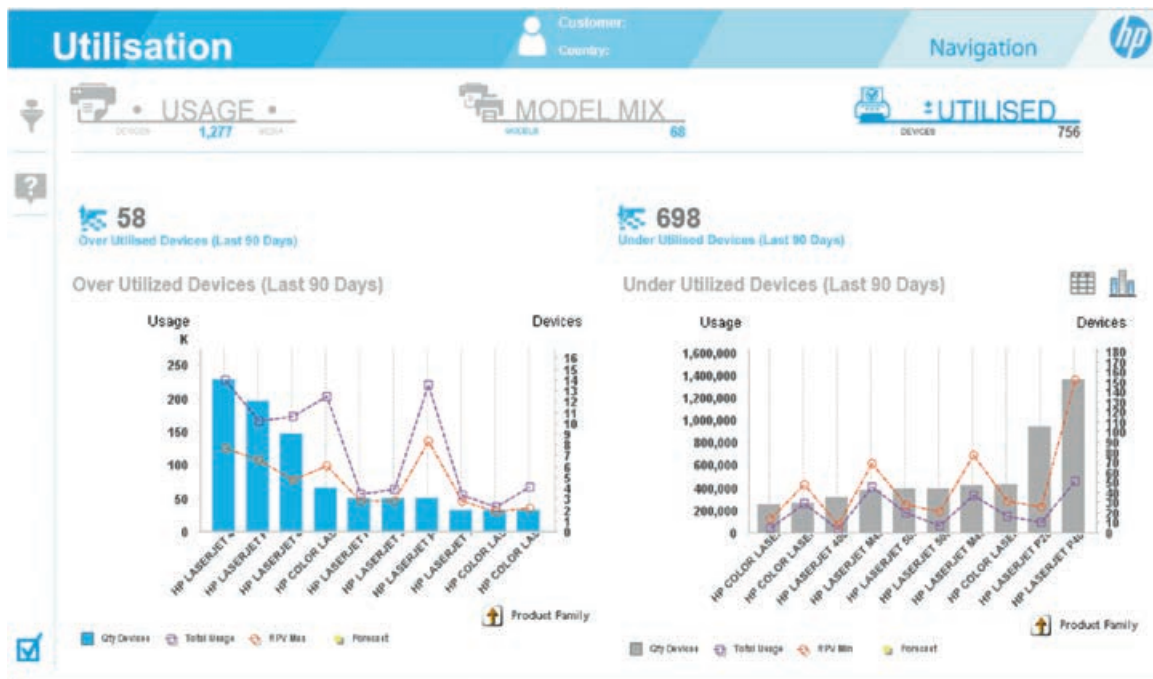 Utilisation
Customer:
Country:
Navigation
hp
• USAGE •
DEVICES 1,277 MEDIA
MODEL MIX
MODELS 68
± UTILISED
DEVICES 756
58
Over Utilised Devices (Last 90 Days)
698
Under Utilised Devices (Last 90 Days)
Over Utilized Devices (Last 90 Days)
Under Utilized Devices (Last 90 Days)
Usage
K
Devices
250
200
150
100
50
0
16
15
14
13
12
11
10
9
8
7
6
5
4
3
2
1
0
HP LASERJET
HP LASERJET
HP LASERJET
HP COLOR LAS
HP LASERJET
HP LASERJET
HP LASERJET
HP LASERJET
HP COLOR LAS
HP COLOR LAS
Product Family
Qty Devices Total Usage RPV Max Forecast
Usage
Devices
1,600,000
1,400,000
1,200,000
1,000,000
800,000
600,000
400,000
200,000
0
180
170
160
150
140
130
120
110
100
90
80
70
60
50
40
30
20
10
0
HP COLOR LASE
HP COLOR LASE
HP LASERJET 400
HP LASERJET M4
HP LASERJET 50
HP LASERJET 50
HP LASERJET M4
HP COLOR LASE
HP LASERJET P20
HP LASERJET P40
Product Family
Qty Devices Total Usage RPV Min Forecast